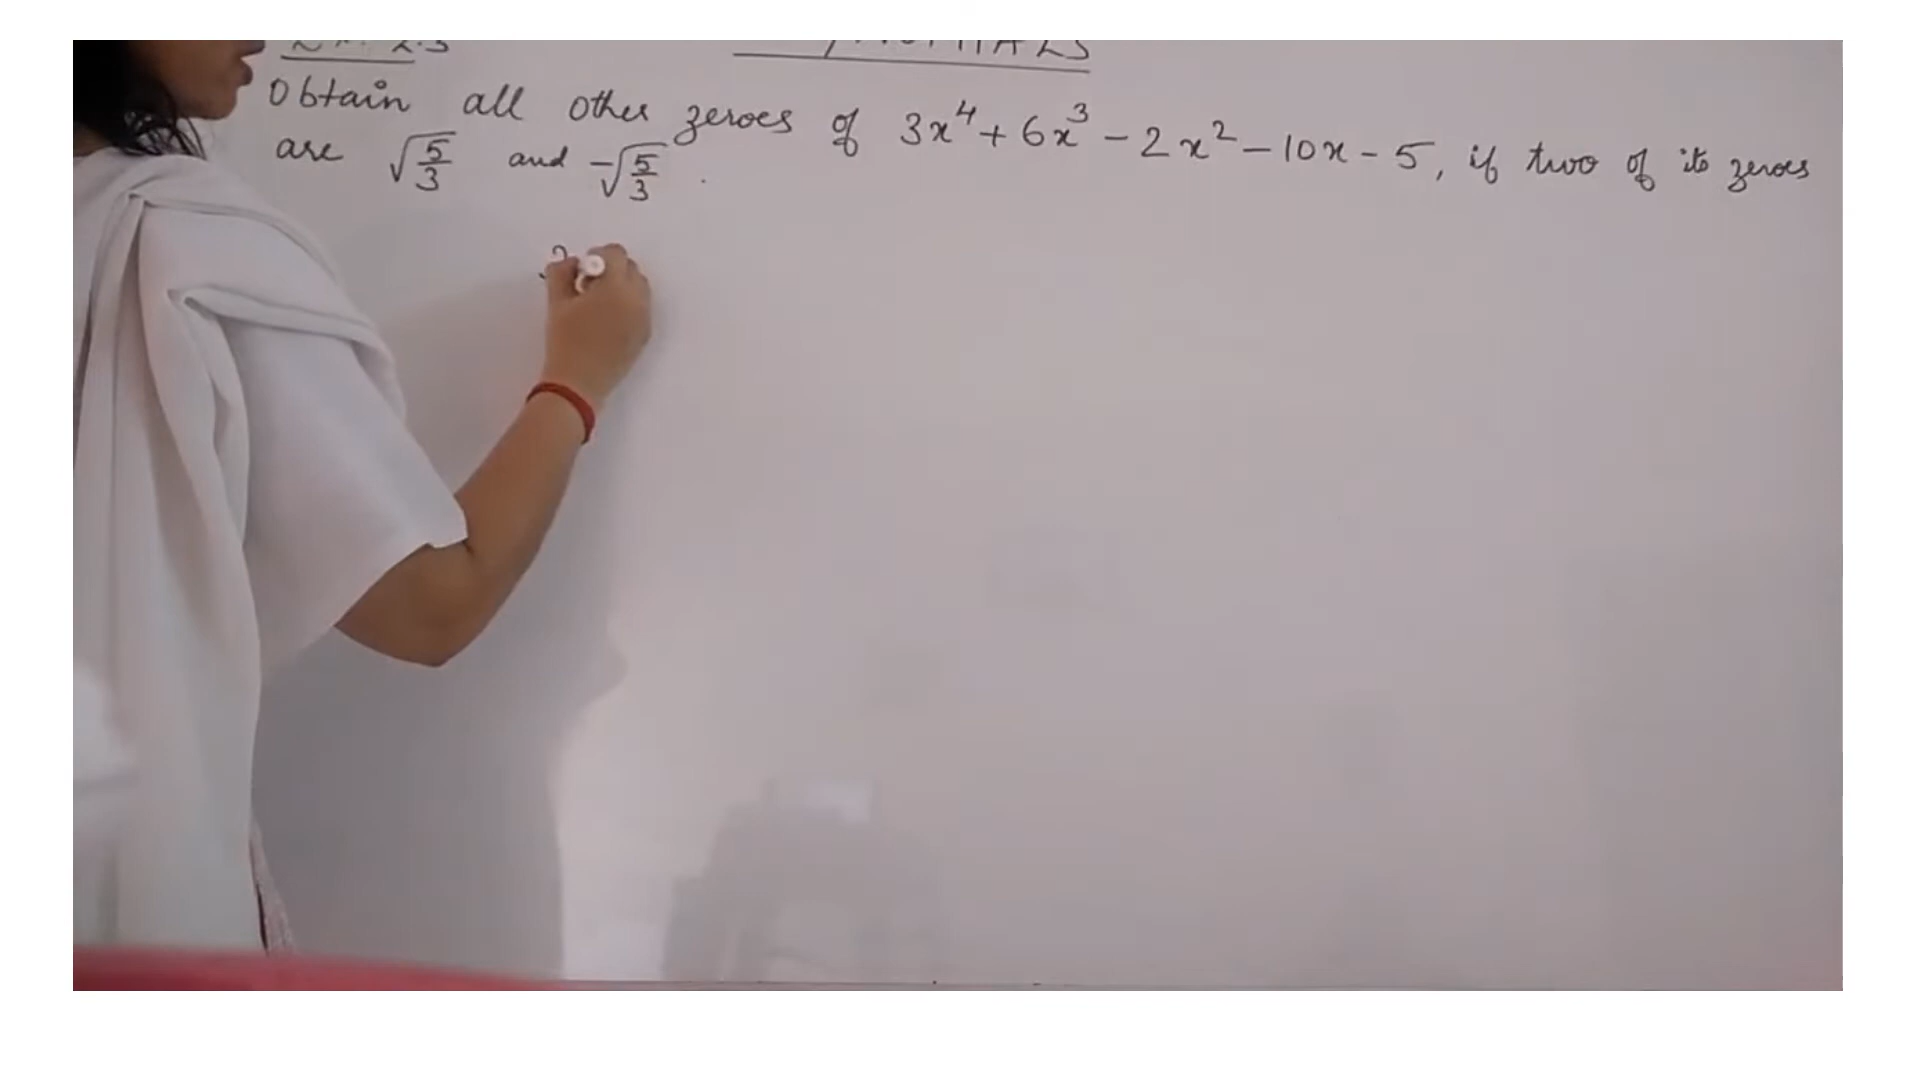 Obtain all other zeroes of 3x⁴ + 6x³ - 2x² - 10x - 5, if two of its zeroes
are √5/3 and -√5/3 .